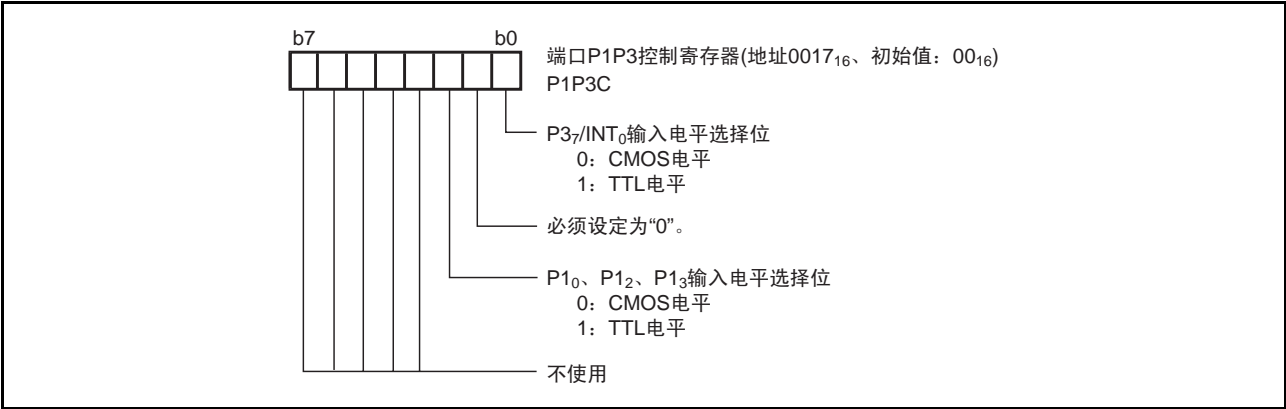 b7 b0
端口P1P3控制寄存器(地址0017₁₆、初始值：00₁₆)
P1P3C
P3₇/INT₀输入电平选择位
0：CMOS电平
1：TTL电平
必须设定为“0”。
P1₀、P1₂、P1₃输入电平选择位
0：CMOS电平
1：TTL电平
不使用